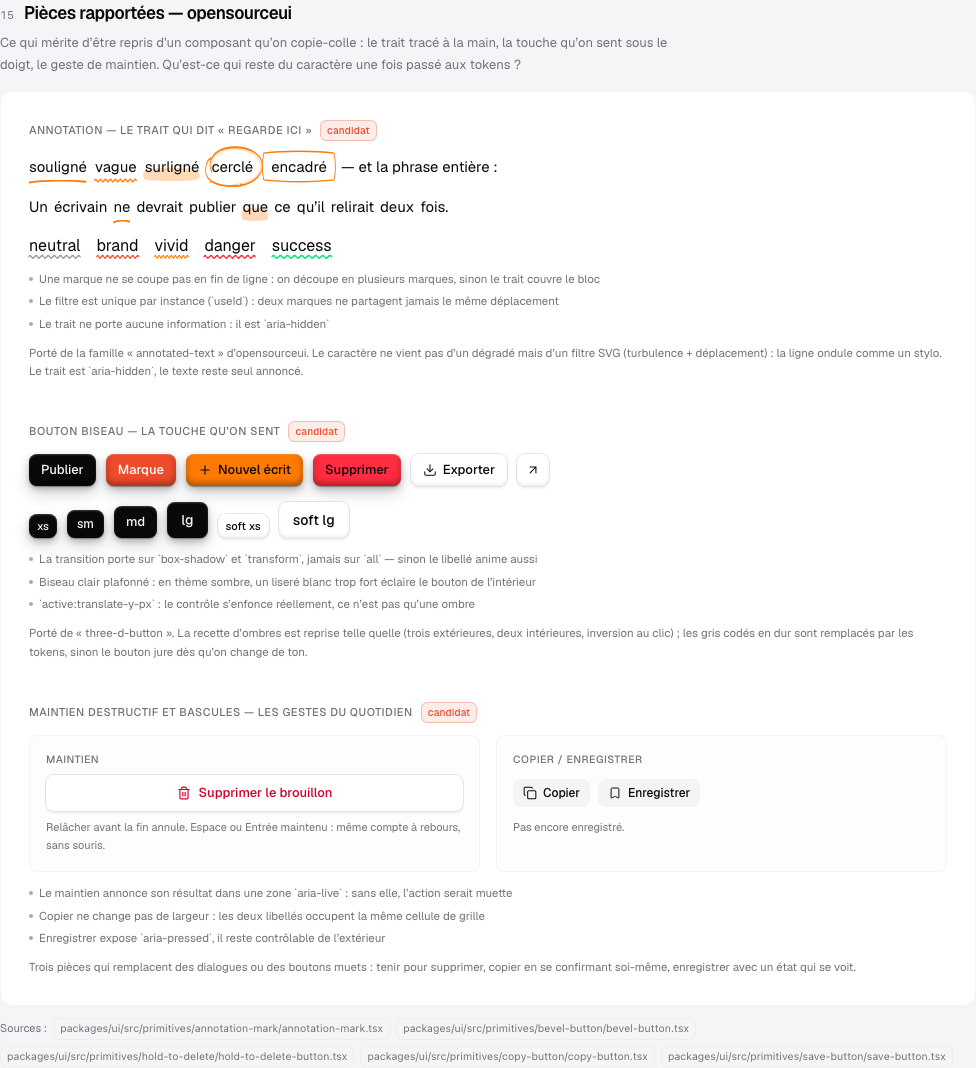 15 Pièces rapportées — opensourceui
Ce qui mérite d'être repris d'un composant qu'on copie-colle : le trait tracé à la main, la touche qu'on sent sous le
doigt, le geste de maintien. Qu'est-ce qui reste du caractère une fois passé aux tokens ?
ANNOTATION — LE TRAIT QUI DIT « REGARDE ICI » candidat
souligné vague surligné cerclé encadré — et la phrase entière :
Un écrivain ne devrait publier que ce qu'il relirait deux fois.
neutral brand vivid danger success
• Une marque ne se coupe pas en fin de ligne : on découpe en plusieurs marques, sinon le trait couvre le bloc
• Le filtre est unique par instance (`useId`) : deux marques ne partagent jamais le même déplacement
• Le trait ne porte aucune information : il est `aria-hidden`
Porté de la famille « annotated-text » d'opensourceui. Le caractère ne vient pas d'un dégradé mais d'un filtre SVG (turbulence + déplacement) : la ligne ondule comme un stylo.
Le trait est `aria-hidden`, le texte reste seul annoncé.
BOUTON BISEAU — LA TOUCHE QU'ON SENT candidat
Publier Marque Nouvel écrit Supprimer Exporter
xs sm md lg soft xs soft lg
• La transition porte sur `box-shadow` et `transform`, jamais sur `all` — sinon le libellé anime aussi
• Biseau clair plafonné : en thème sombre, un liseré blanc trop fort éclaire le bouton de l'intérieur
• `active:translate-y-px` : le contrôle s'enfonce réellement, ce n'est pas qu'une ombre
Porté de « three-d-button ». La recette d'ombres est reprise telle quelle (trois extérieures, deux intérieures, inversion au clic) ; les gris codés en dur sont remplacés par les
tokens, sinon le bouton jure dès qu'on change de ton.
MAINTIEN DESTRUCTIF ET BASCULES — LES GESTES DU QUOTIDIEN candidat
MAINTIEN
Supprimer le brouillon
Relâcher avant la fin annule. Espace ou Entrée maintenu : même compte à rebours,
sans souris.
COPIER / ENREGISTRER
Copier Enregistrer
Pas encore enregistré.
• Le maintien annonce son résultat dans une zone `aria-live` : sans elle, l'action serait muette
• Copier ne change pas de largeur : les deux libellés occupent la même cellule de grille
• Enregistrer expose `aria-pressed`, il reste contrôlable de l'extérieur
Trois pièces qui remplacent des dialogues ou des boutons muets : tenir pour supprimer, copier en se confirmant soi-même, enregistrer avec un état qui se voit.
Sources : packages/ui/src/primitives/annotation-mark/annotation-mark.tsx packages/ui/src/primitives/bevel-button/bevel-button.tsx
packages/ui/src/primitives/hold-to-delete/hold-to-delete-button.tsx packages/ui/src/primitives/copy-button/copy-button.tsx packages/ui/src/primitives/save-button/save-button.tsx